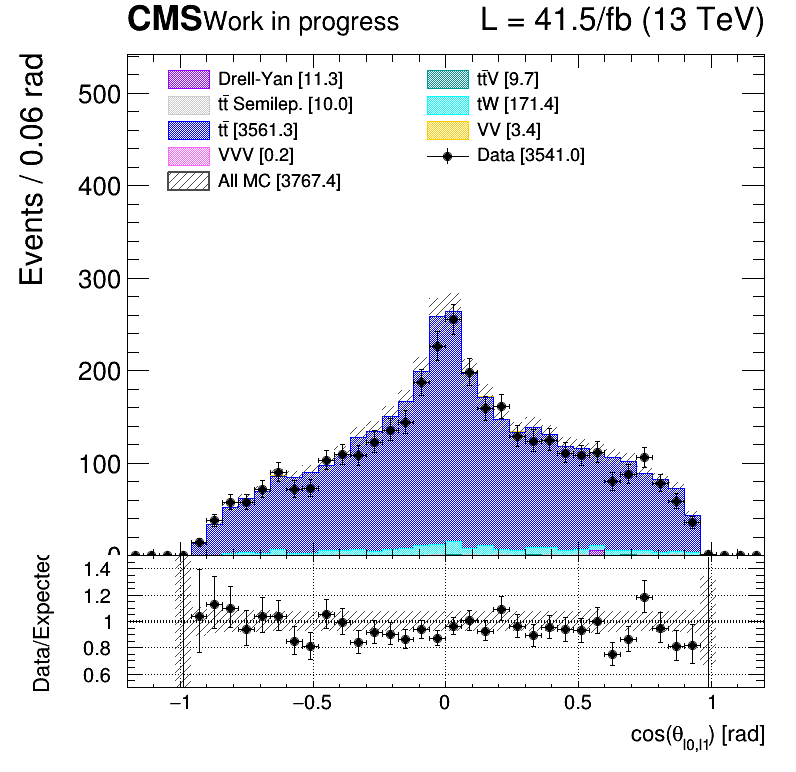 CMS Work in progress L = 41.5/fb (13 TeV)
Events / 0.06 rad
500
400
300
200
100
0
Drell-Yan [11.3]
tt̄ Semilep. [10.0]
tt̄ [3561.3]
VVV [0.2]
All MC [3767.4]
tt̄V [9.7]
tW [171.4]
VV [3.4]
Data [3541.0]
Data/Expected
1.4
1.2
1
0.8
0.6
−1 −0.5 0 0.5 1
cos(θl0,l1) [rad]